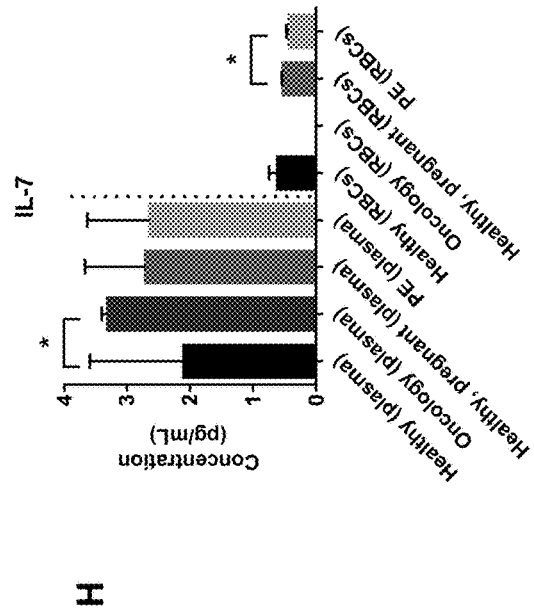 H
IL-7
Concentration
(pg/mL)
4
3
2
1
0
*
*
Healthy (plasma)
Oncology (plasma)
Healthy, pregnant (plasma)
PE (plasma)
Healthy (RBCs)
Oncology (RBCs)
Healthy, pregnant (RBCs)
PE (RBCs)